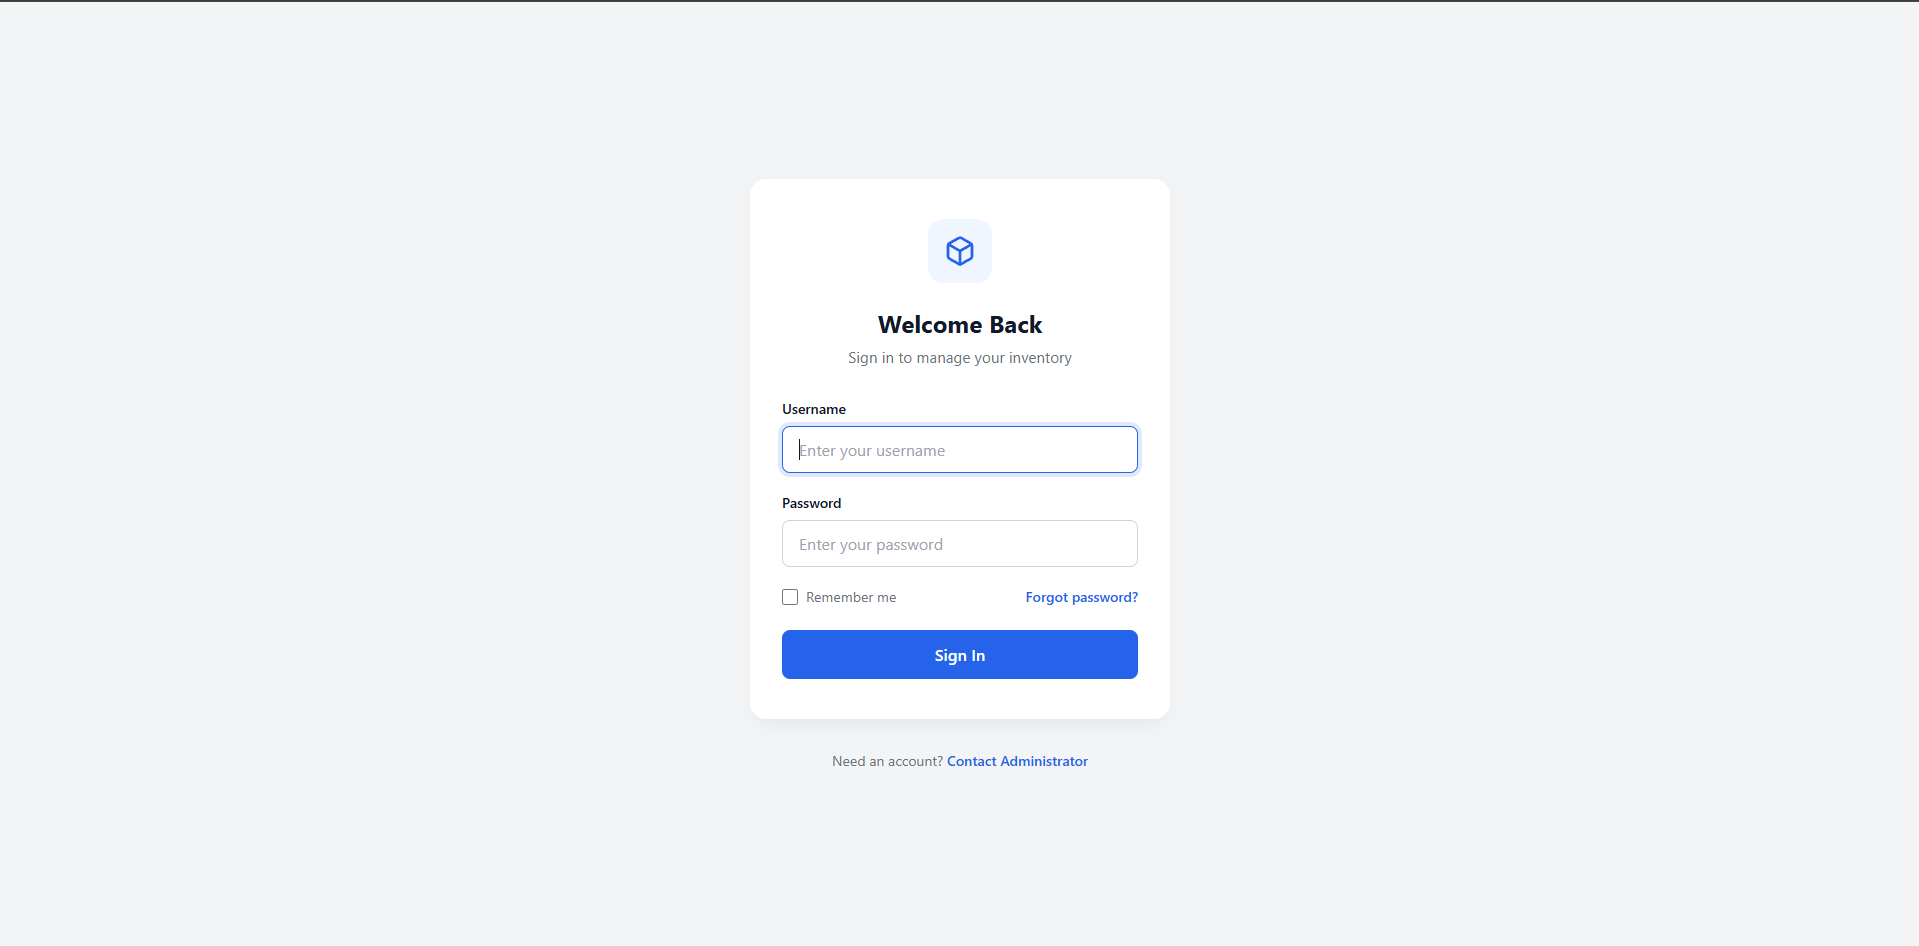 Welcome Back
Sign in to manage your inventory
Username
Enter your username
Password
Enter your password
Remember me Forgot password?
Sign In
Need an account? Contact Administrator